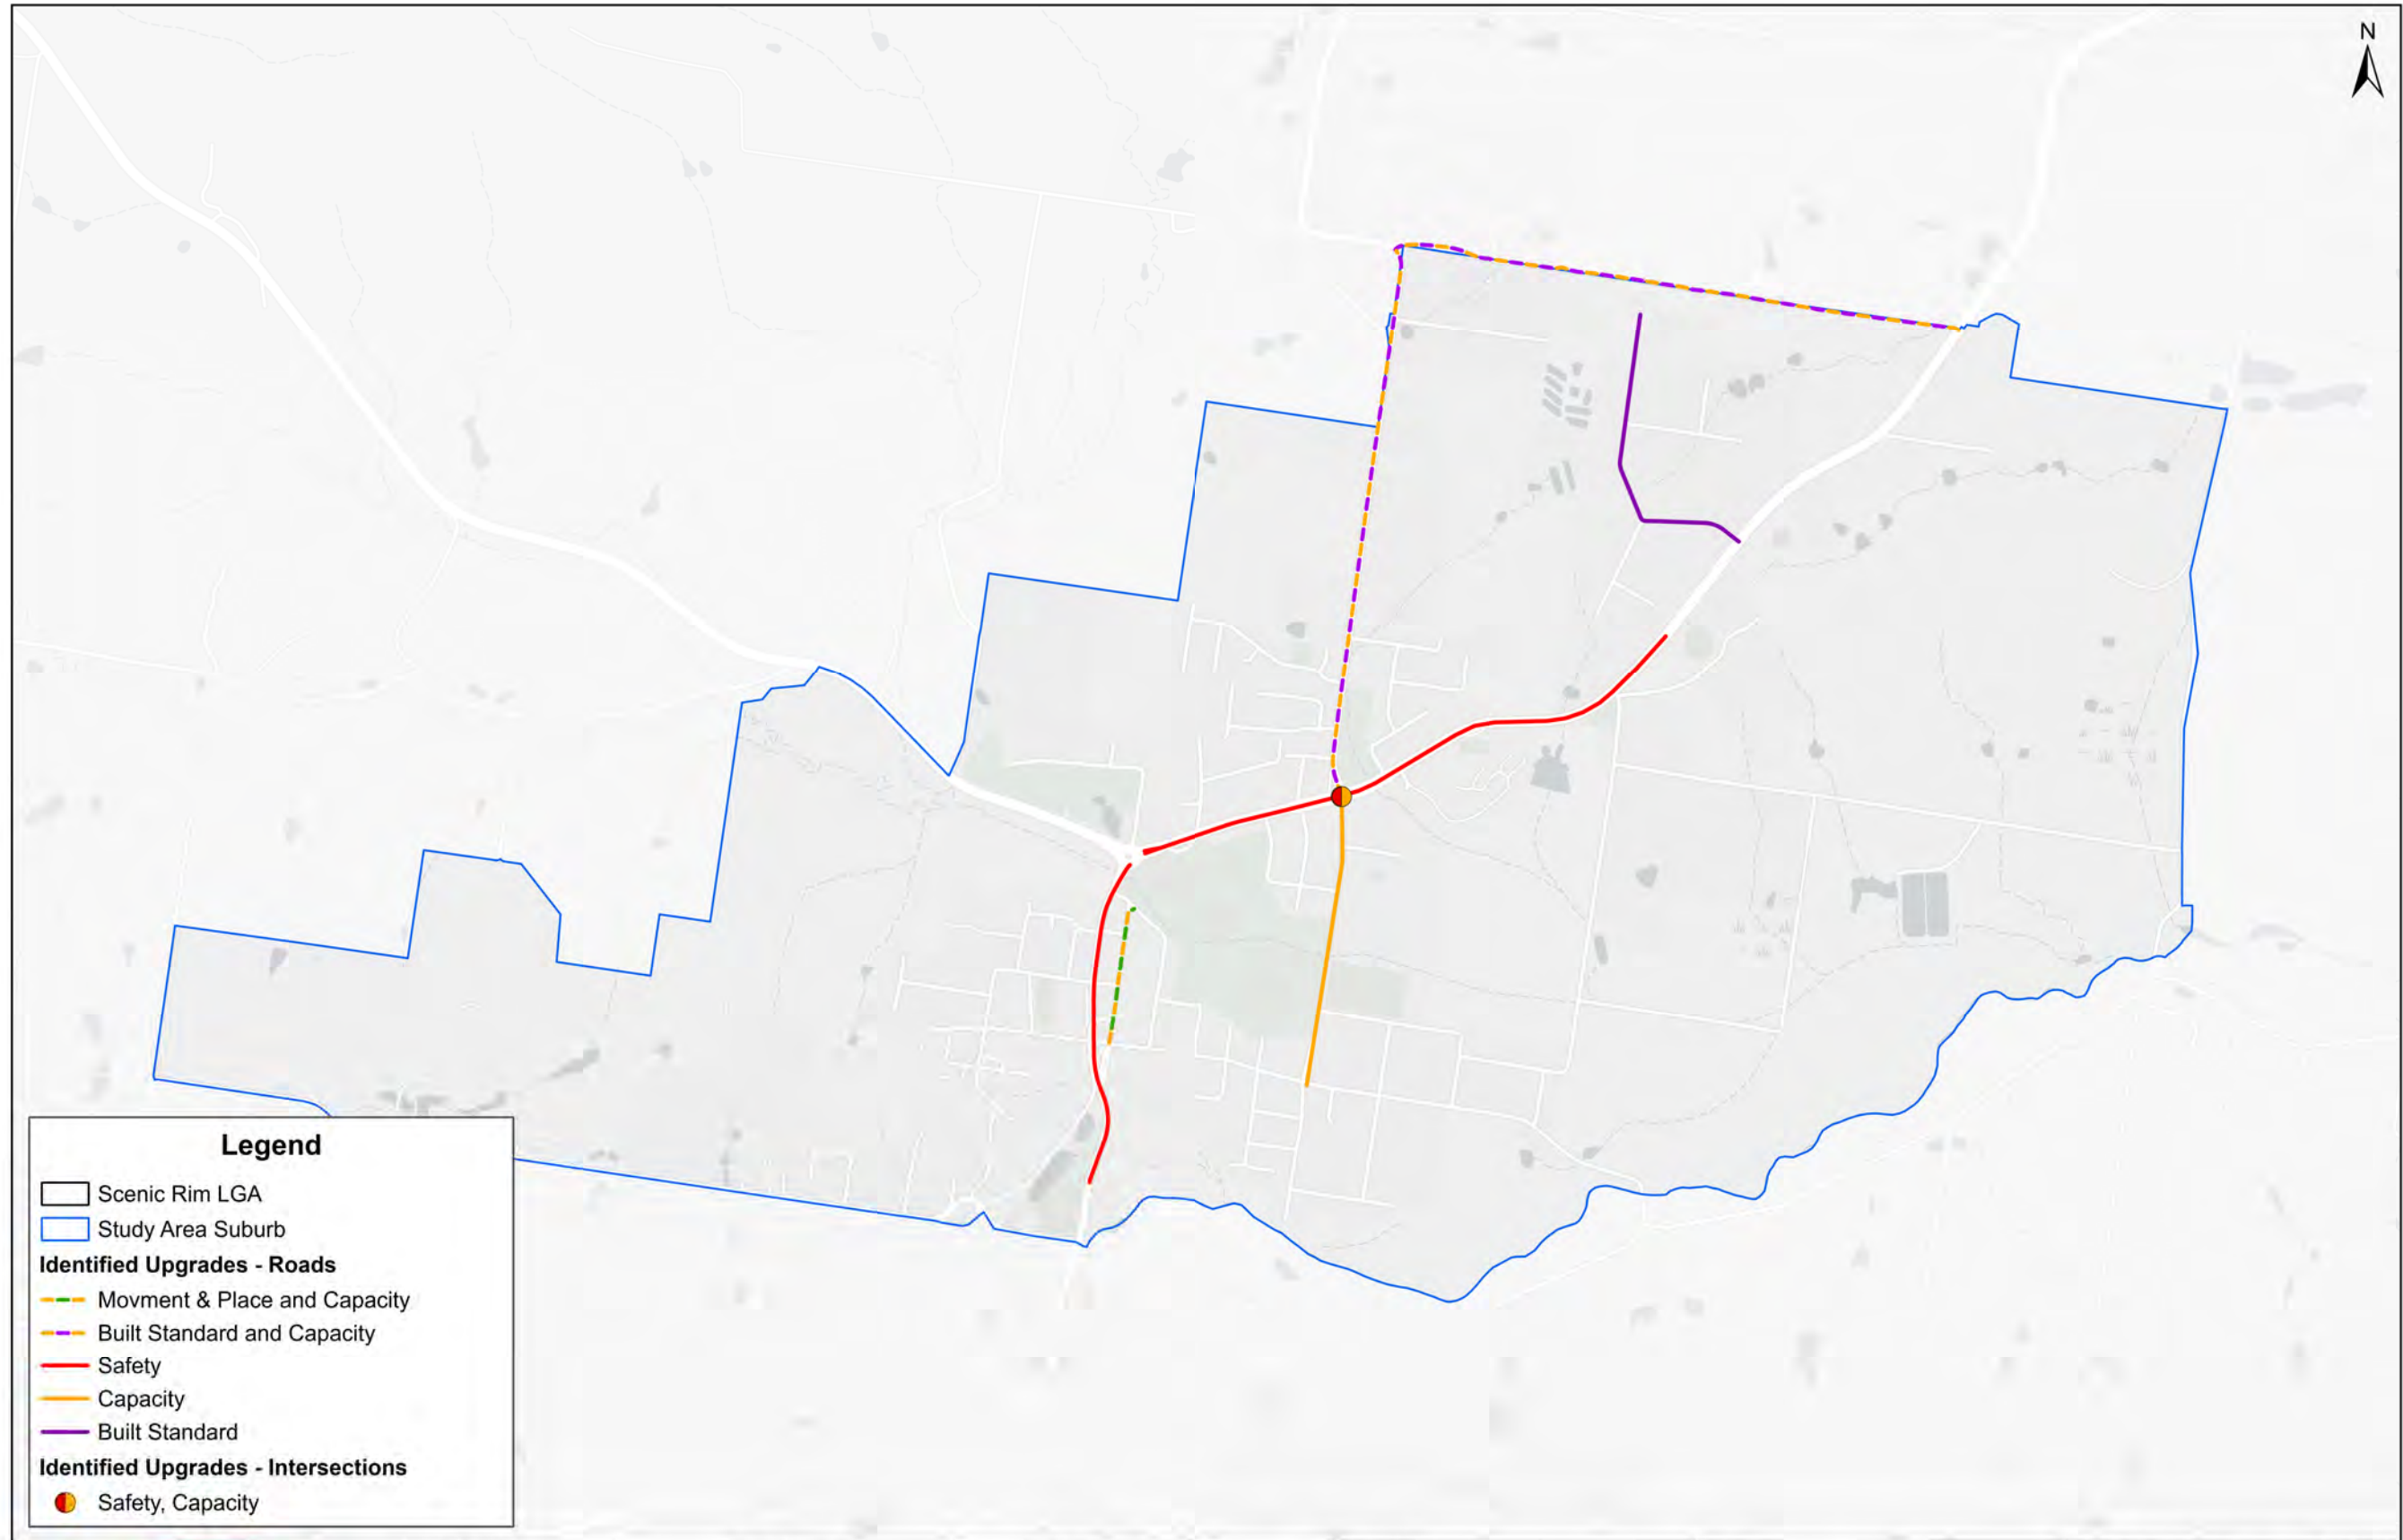 N
Legend
Scenic Rim LGA
Study Area Suburb
Identified Upgrades - Roads
Movment & Place and Capacity
Built Standard and Capacity
Safety
Capacity
Built Standard
Identified Upgrades - Intersections
Safety, Capacity